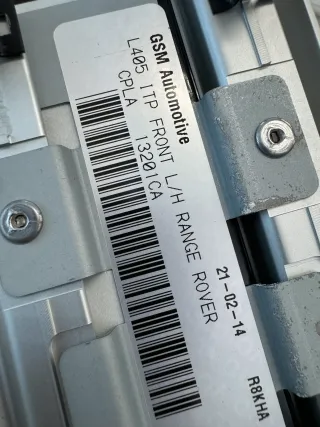 GSM Automotive
L405 ITP FRONT L/H RANGE ROVER
CPLA 13201CA
21-02-14
R8KHA